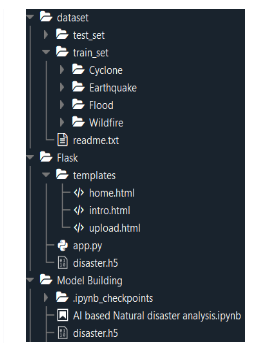 dataset
test_set
train_set
Cyclone
Earthquake
Flood
Wildfire
readme.txt
Flask
templates
home.html
intro.html
upload.html
app.py
disaster.h5
Model Building
.ipynb_checkpoints
AI based Natural disaster analysis.ipynb
disaster.h5